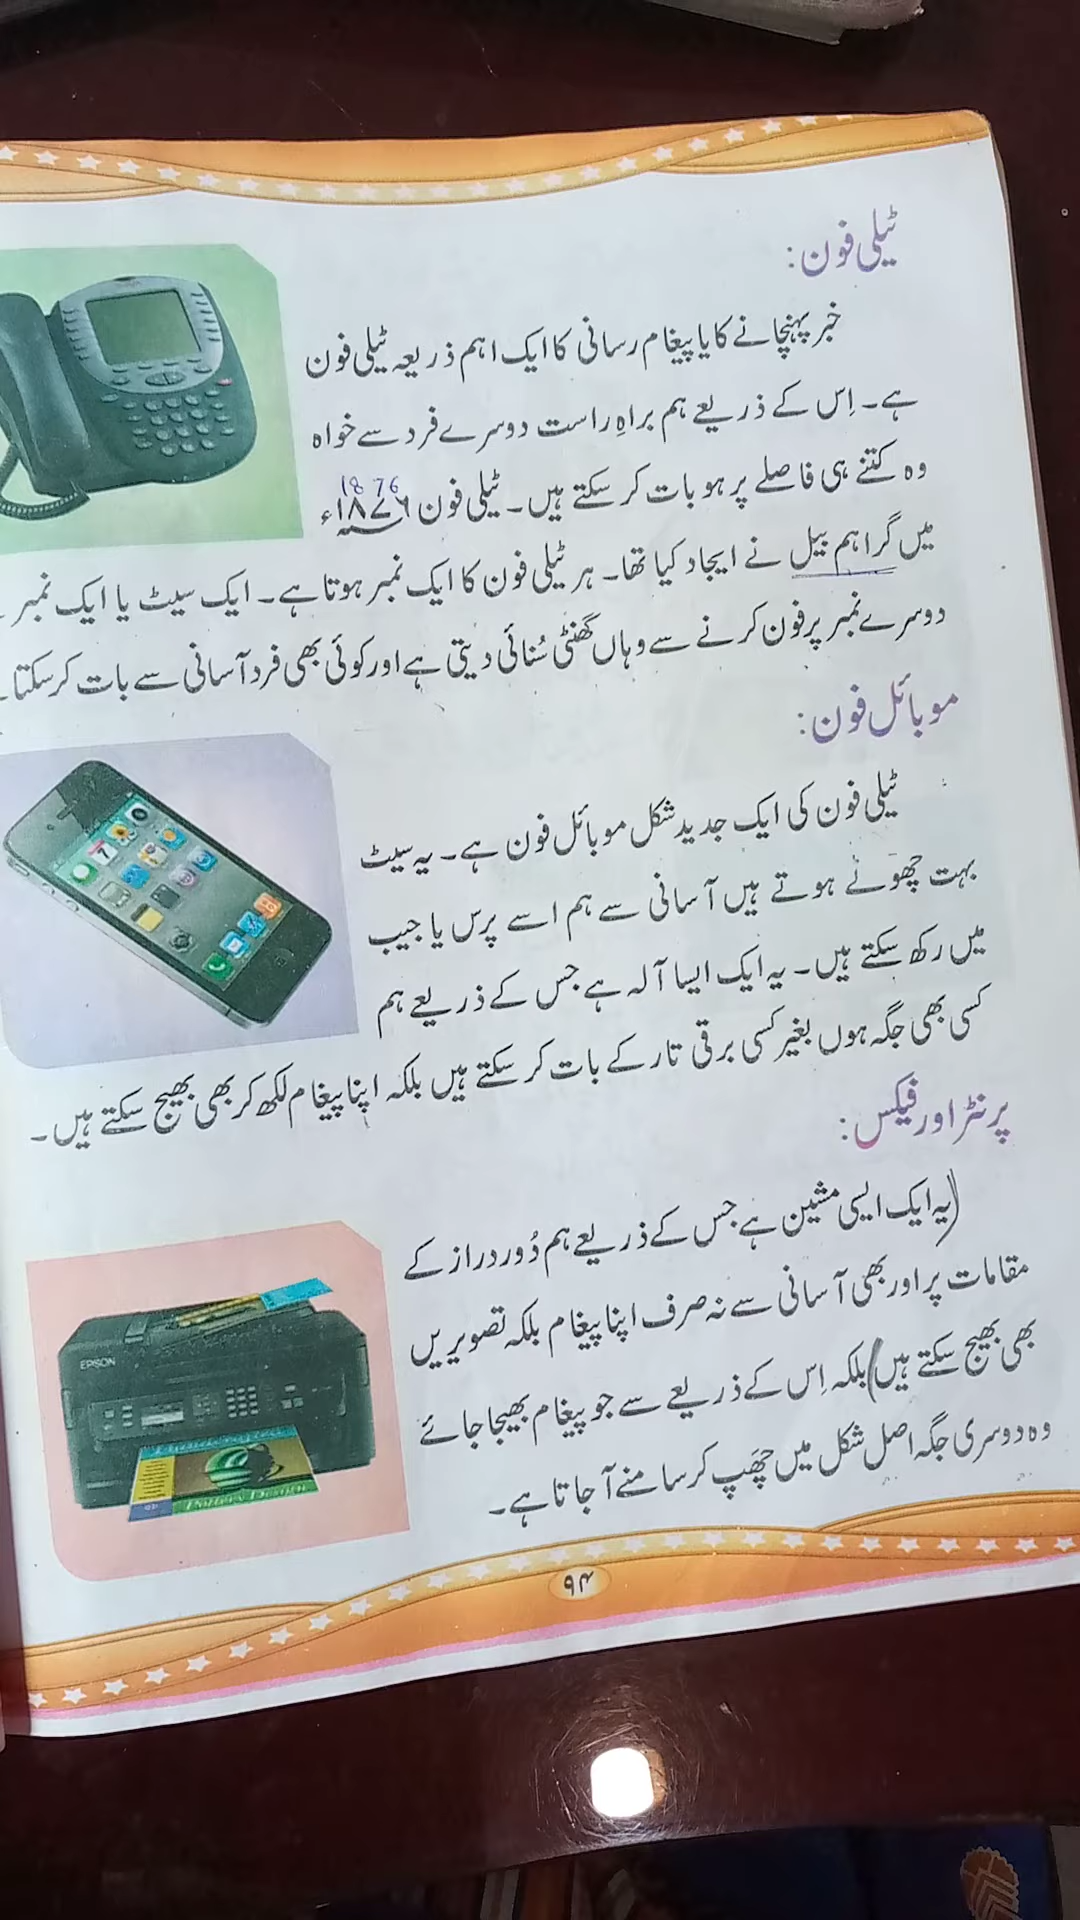 ٹیلی فون:
خبر پہنچانے کا یا پیغام رسانی کا ایک اہم ذریعہ ٹیلی فون
ہے۔ اِس کے ذریعے ہم براہِ راست دوسرے فرد سے خواہ
وہ کتنے ہی فاصلے پر ہو بات کر سکتے ہیں۔ ٹیلی فون ۱۸۷۶ء
1876
میں گراہم بیل نے ایجاد کیا تھا۔ ہر ٹیلی فون کا ایک نمبر ہوتا ہے۔ ایک سیٹ یا ایک نمبر
دوسرے نمبر پر فون کرنے سے وہاں گھنٹی سُنائی دیتی ہے اور کوئی بھی فرد آسانی سے بات کر سکتا
موبائل فون:
ٹیلی فون کی ایک جدید شکل موبائل فون ہے۔ یہ سیٹ
بہت چھوٹے ہوتے ہیں آسانی سے ہم اسے پرس یا جیب
میں رکھ سکتے ہیں۔ یہ ایک ایسا آلہ ہے جس کے ذریعے ہم
کسی بھی جگہ ہوں بغیر کسی برقی تار کے بات کر سکتے ہیں بلکہ اپنا پیغام لکھ کر بھی بھیج سکتے ہیں۔
پرنٹر اور فیکس:
(یہ ایک ایسی مشین ہے جس کے ذریعے ہم دُور دراز کے
مقامات پر اور بھی آسانی سے نہ صرف اپنا پیغام بلکہ تصویریں
بھی بھیج سکتے ہیں) بلکہ اِس کے ذریعے سے جو پیغام بھیجا جائے
وہ دوسری جگہ اصل شکل میں چھَپ کر سامنے آ جاتا ہے۔
EPSON
۹۴